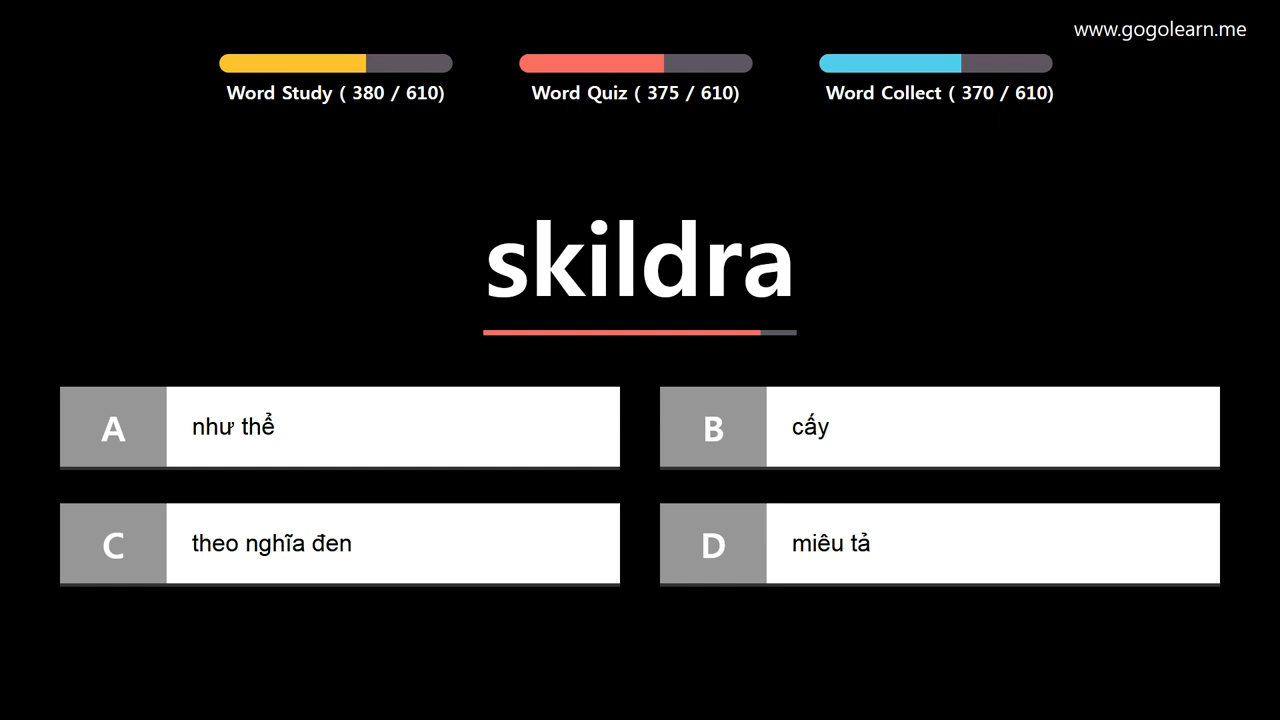 www.gogolearn.me
Word Study ( 380 / 610)
Word Quiz ( 375 / 610)
Word Collect ( 370 / 610)
skildra
A
như thể
B
cấy
C
theo nghĩa đen
D
miêu tả